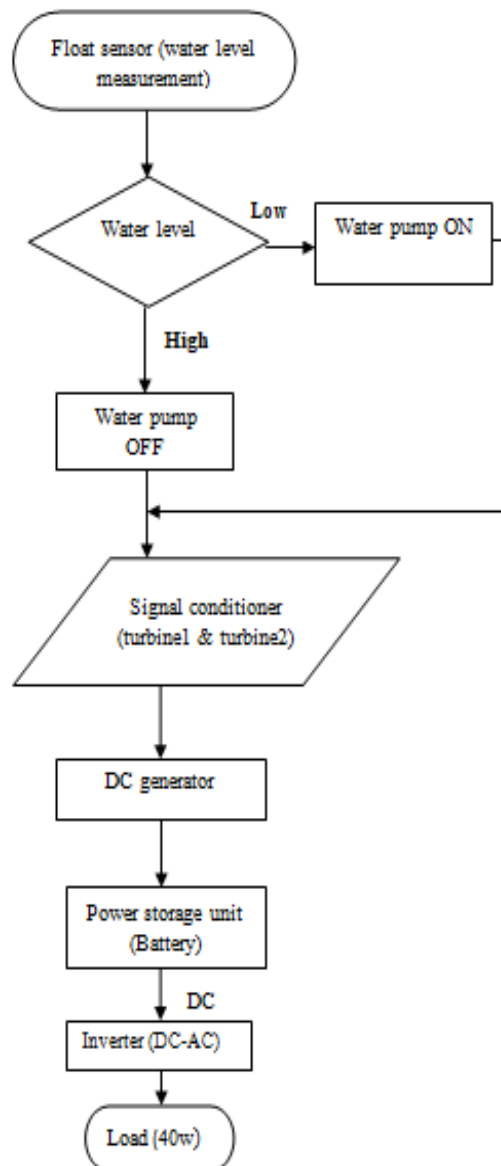 Float sensor (water level
measurement)
Water level
Low
Water pump ON
High
Water pump
OFF
Signal conditioner
(turbine1 & turbine2)
DC generator
Power storage unit
(Battery)
DC
Inverter (DC-AC)
Load (40w)